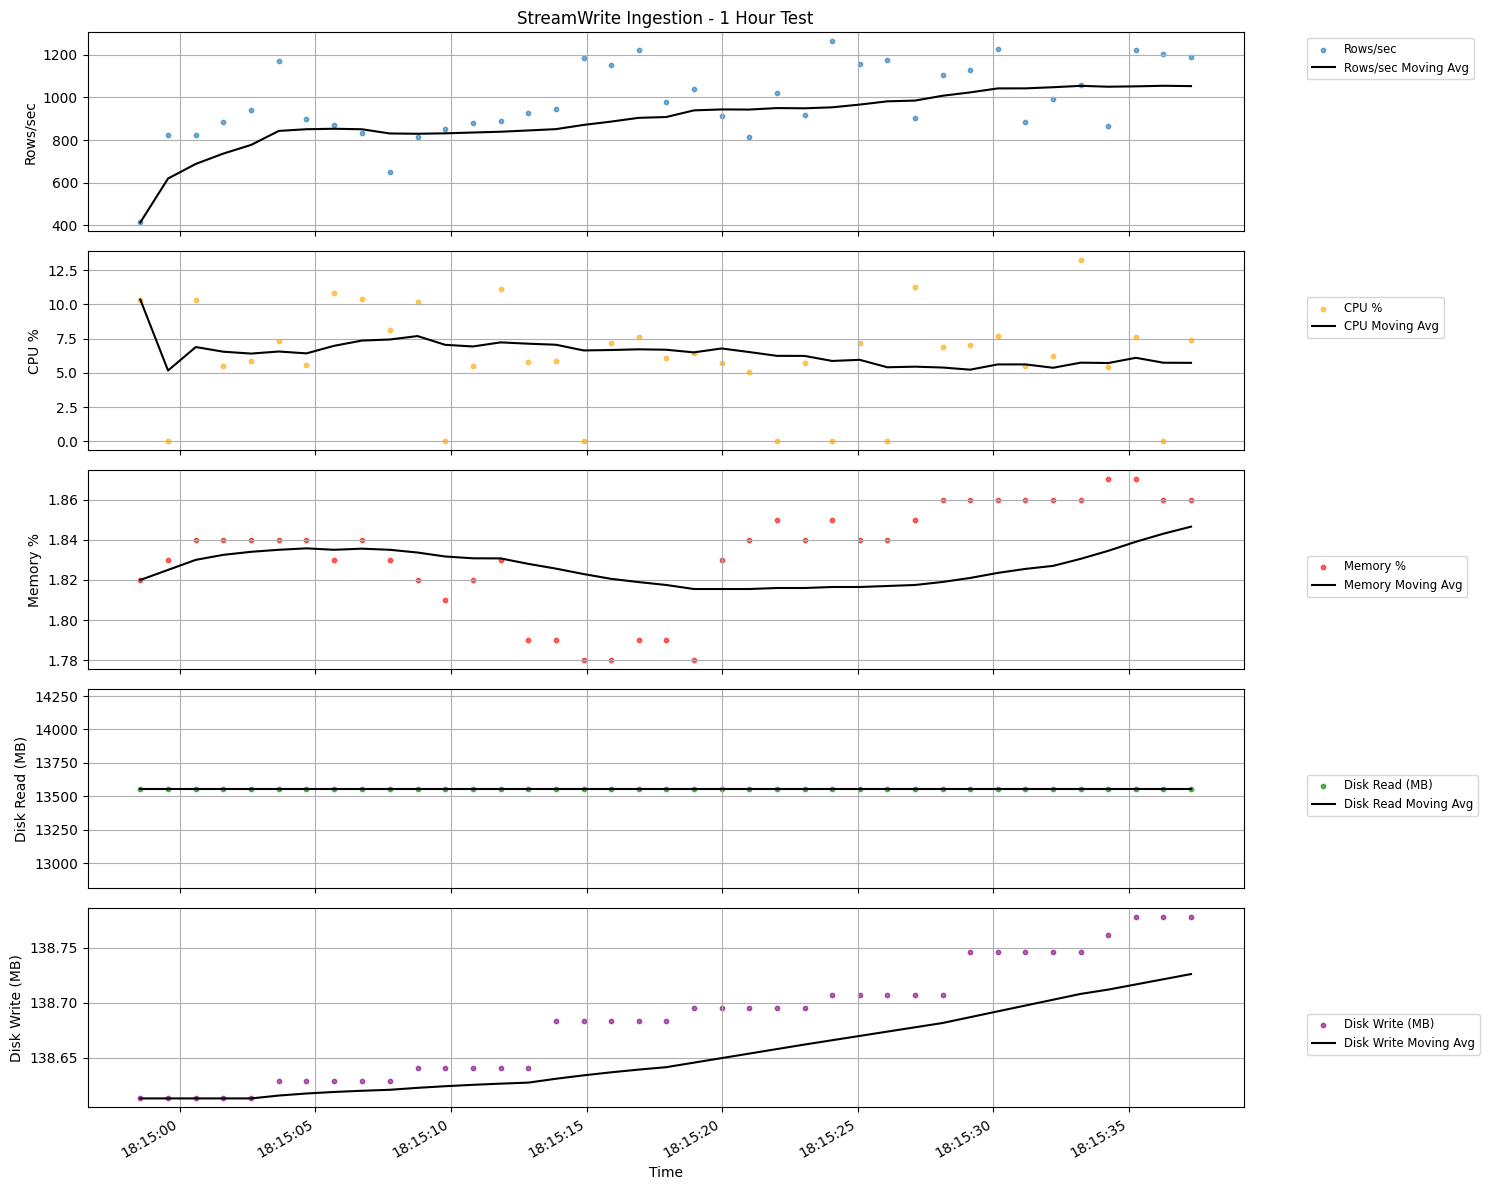 StreamWrite Ingestion - 1 Hour Test
1200
1000
800
600
400
Rows/sec
Rows/sec
Rows/sec Moving Avg
12.5
10.0
7.5
5.0
2.5
0.0
CPU %
CPU %
CPU Moving Avg
1.86
1.84
1.82
1.80
1.78
Memory %
Memory %
Memory Moving Avg
14250
14000
13750
13500
13250
13000
Disk Read (MB)
Disk Read (MB)
Disk Read Moving Avg
138.75
138.70
138.65
Disk Write (MB)
Disk Write (MB)
Disk Write Moving Avg
18:15:00
18:15:05
18:15:10
18:15:15
18:15:20
18:15:25
18:15:30
18:15:35
Time